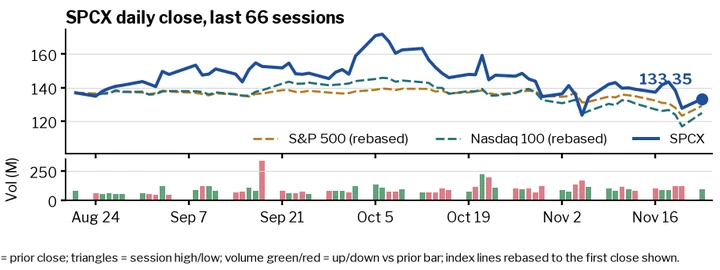 SPCX daily close, last 66 sessions
160
140
120
133.35
S&P 500 (rebased)
Nasdaq 100 (rebased)
SPCX
Vol (M)
250
0
Aug 24
Sep 7
Sep 21
Oct 5
Oct 19
Nov 2
Nov 16
= prior close; triangles = session high/low; volume green/red = up/down vs prior bar; index lines rebased to the first close shown.